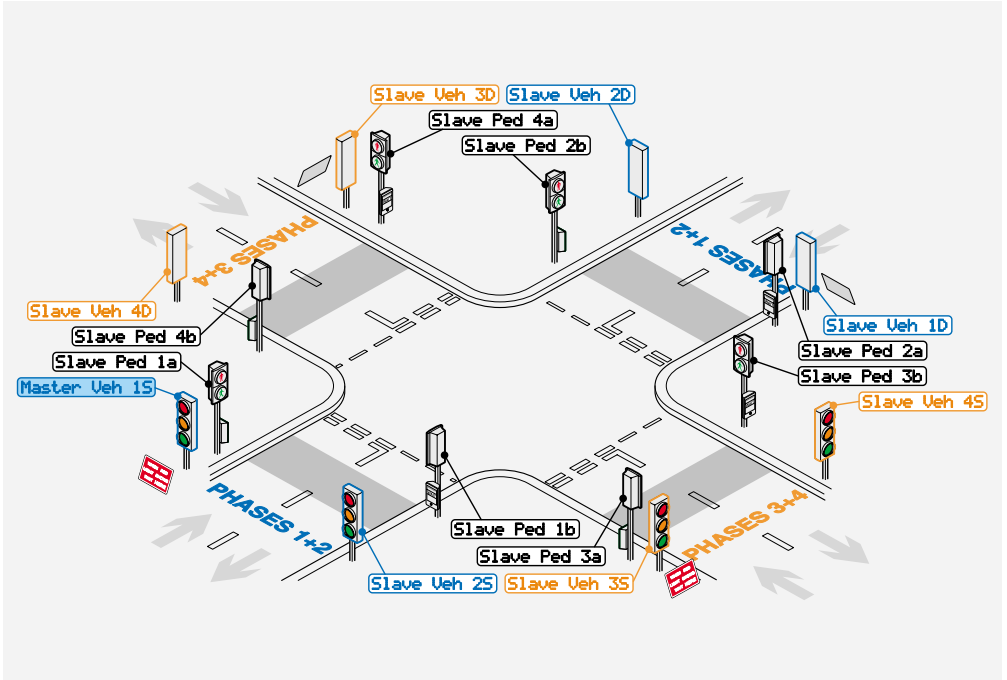 Slave Veh 3D
Slave Veh 2D
Slave Ped 4a
Slave Ped 2b
PHASES 3+4
PHASES 1+2
Slave Veh 4D
Slave Veh 1D
Slave Ped 4b
Slave Ped 2a
Slave Ped 1a
Slave Ped 3b
Master Veh 1S
Slave Veh 4S
PHASES 1+2
PHASES 3+4
Slave Ped 1b
Slave Ped 3a
Slave Veh 2S
Slave Veh 3S